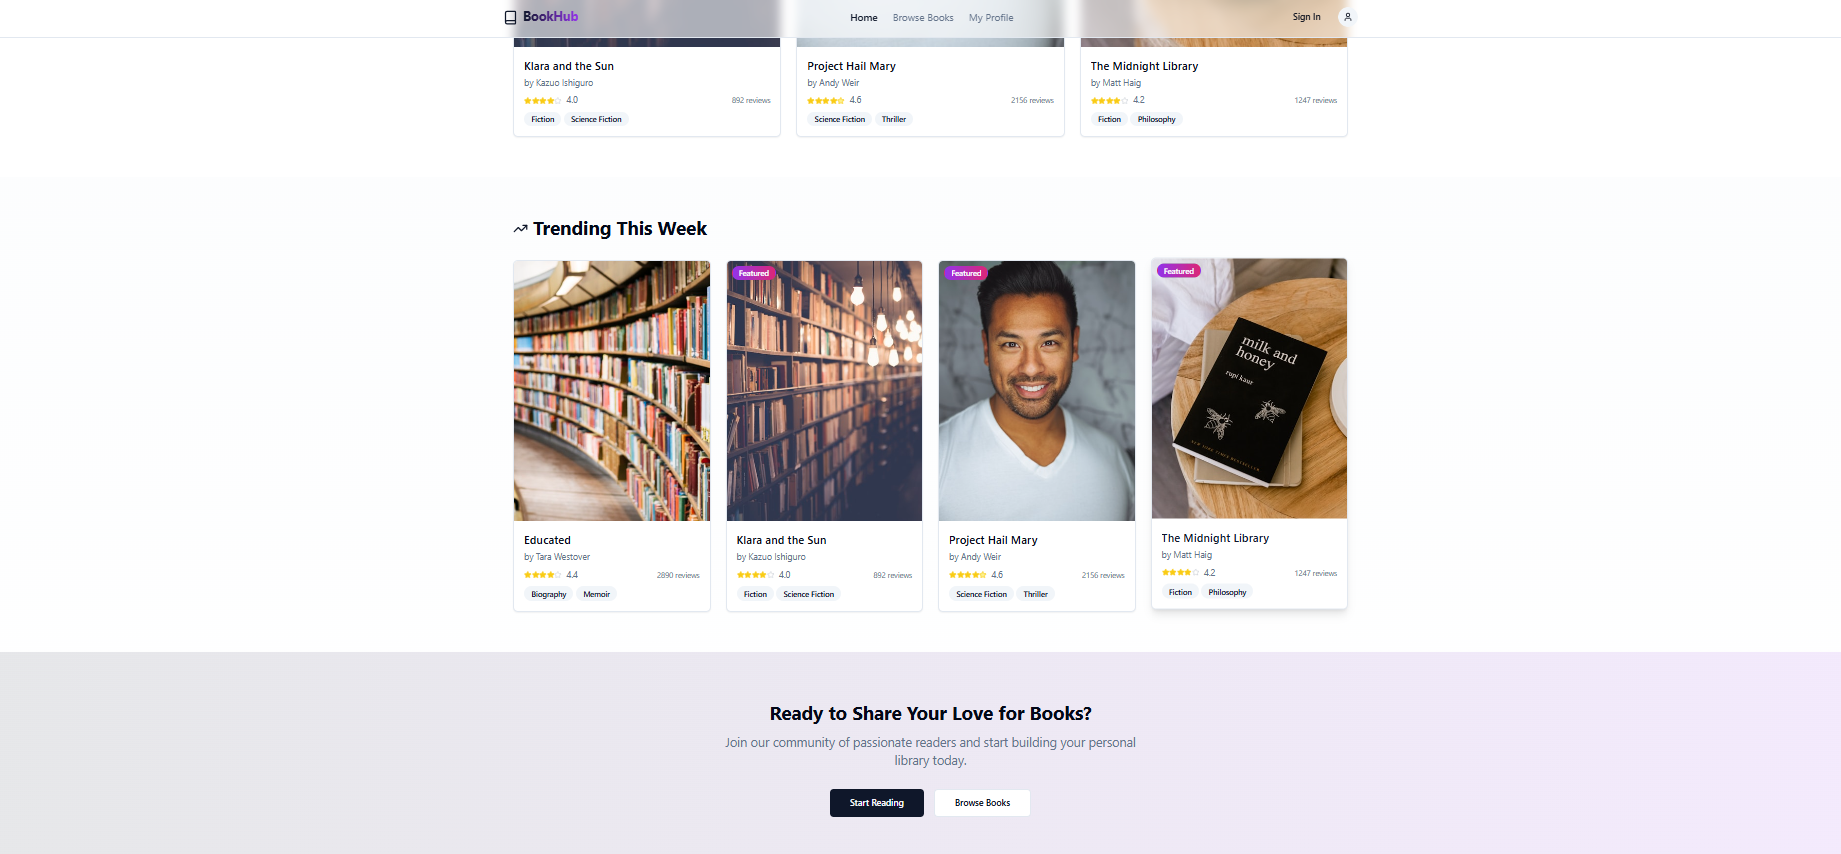 BookHub
Home Browse Books My Profile
Sign In
Klara and the Sun
by Kazuo Ishiguro
4.0 892 reviews
Fiction Science Fiction
Project Hail Mary
by Andy Weir
4.6 2156 reviews
Science Fiction Thriller
The Midnight Library
by Matt Haig
4.2 1247 reviews
Fiction Philosophy
Trending This Week
Educated
by Tara Westover
4.4 2890 reviews
Biography Memoir
Featured
Klara and the Sun
by Kazuo Ishiguro
4.0 892 reviews
Fiction Science Fiction
Featured
Project Hail Mary
by Andy Weir
4.6 2156 reviews
Science Fiction Thriller
Featured
milk and
honey
rupi kaur
NEW YORK TIMES BESTSELLER
The Midnight Library
by Matt Haig
4.2 1247 reviews
Fiction Philosophy
Ready to Share Your Love for Books?
Join our community of passionate readers and start building your personal
library today.
Start Reading Browse Books